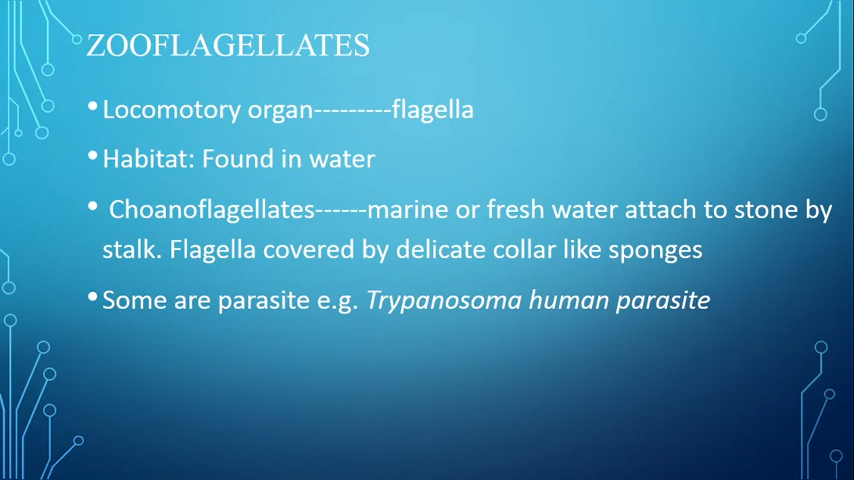 ZOOFLAGELLATES
•Locomotory organ---------flagella
•Habitat: Found in water
• Choanoflagellates------marine or fresh water attach to stone by
stalk. Flagella covered by delicate collar like sponges
•Some are parasite e.g. Trypanosoma human parasite